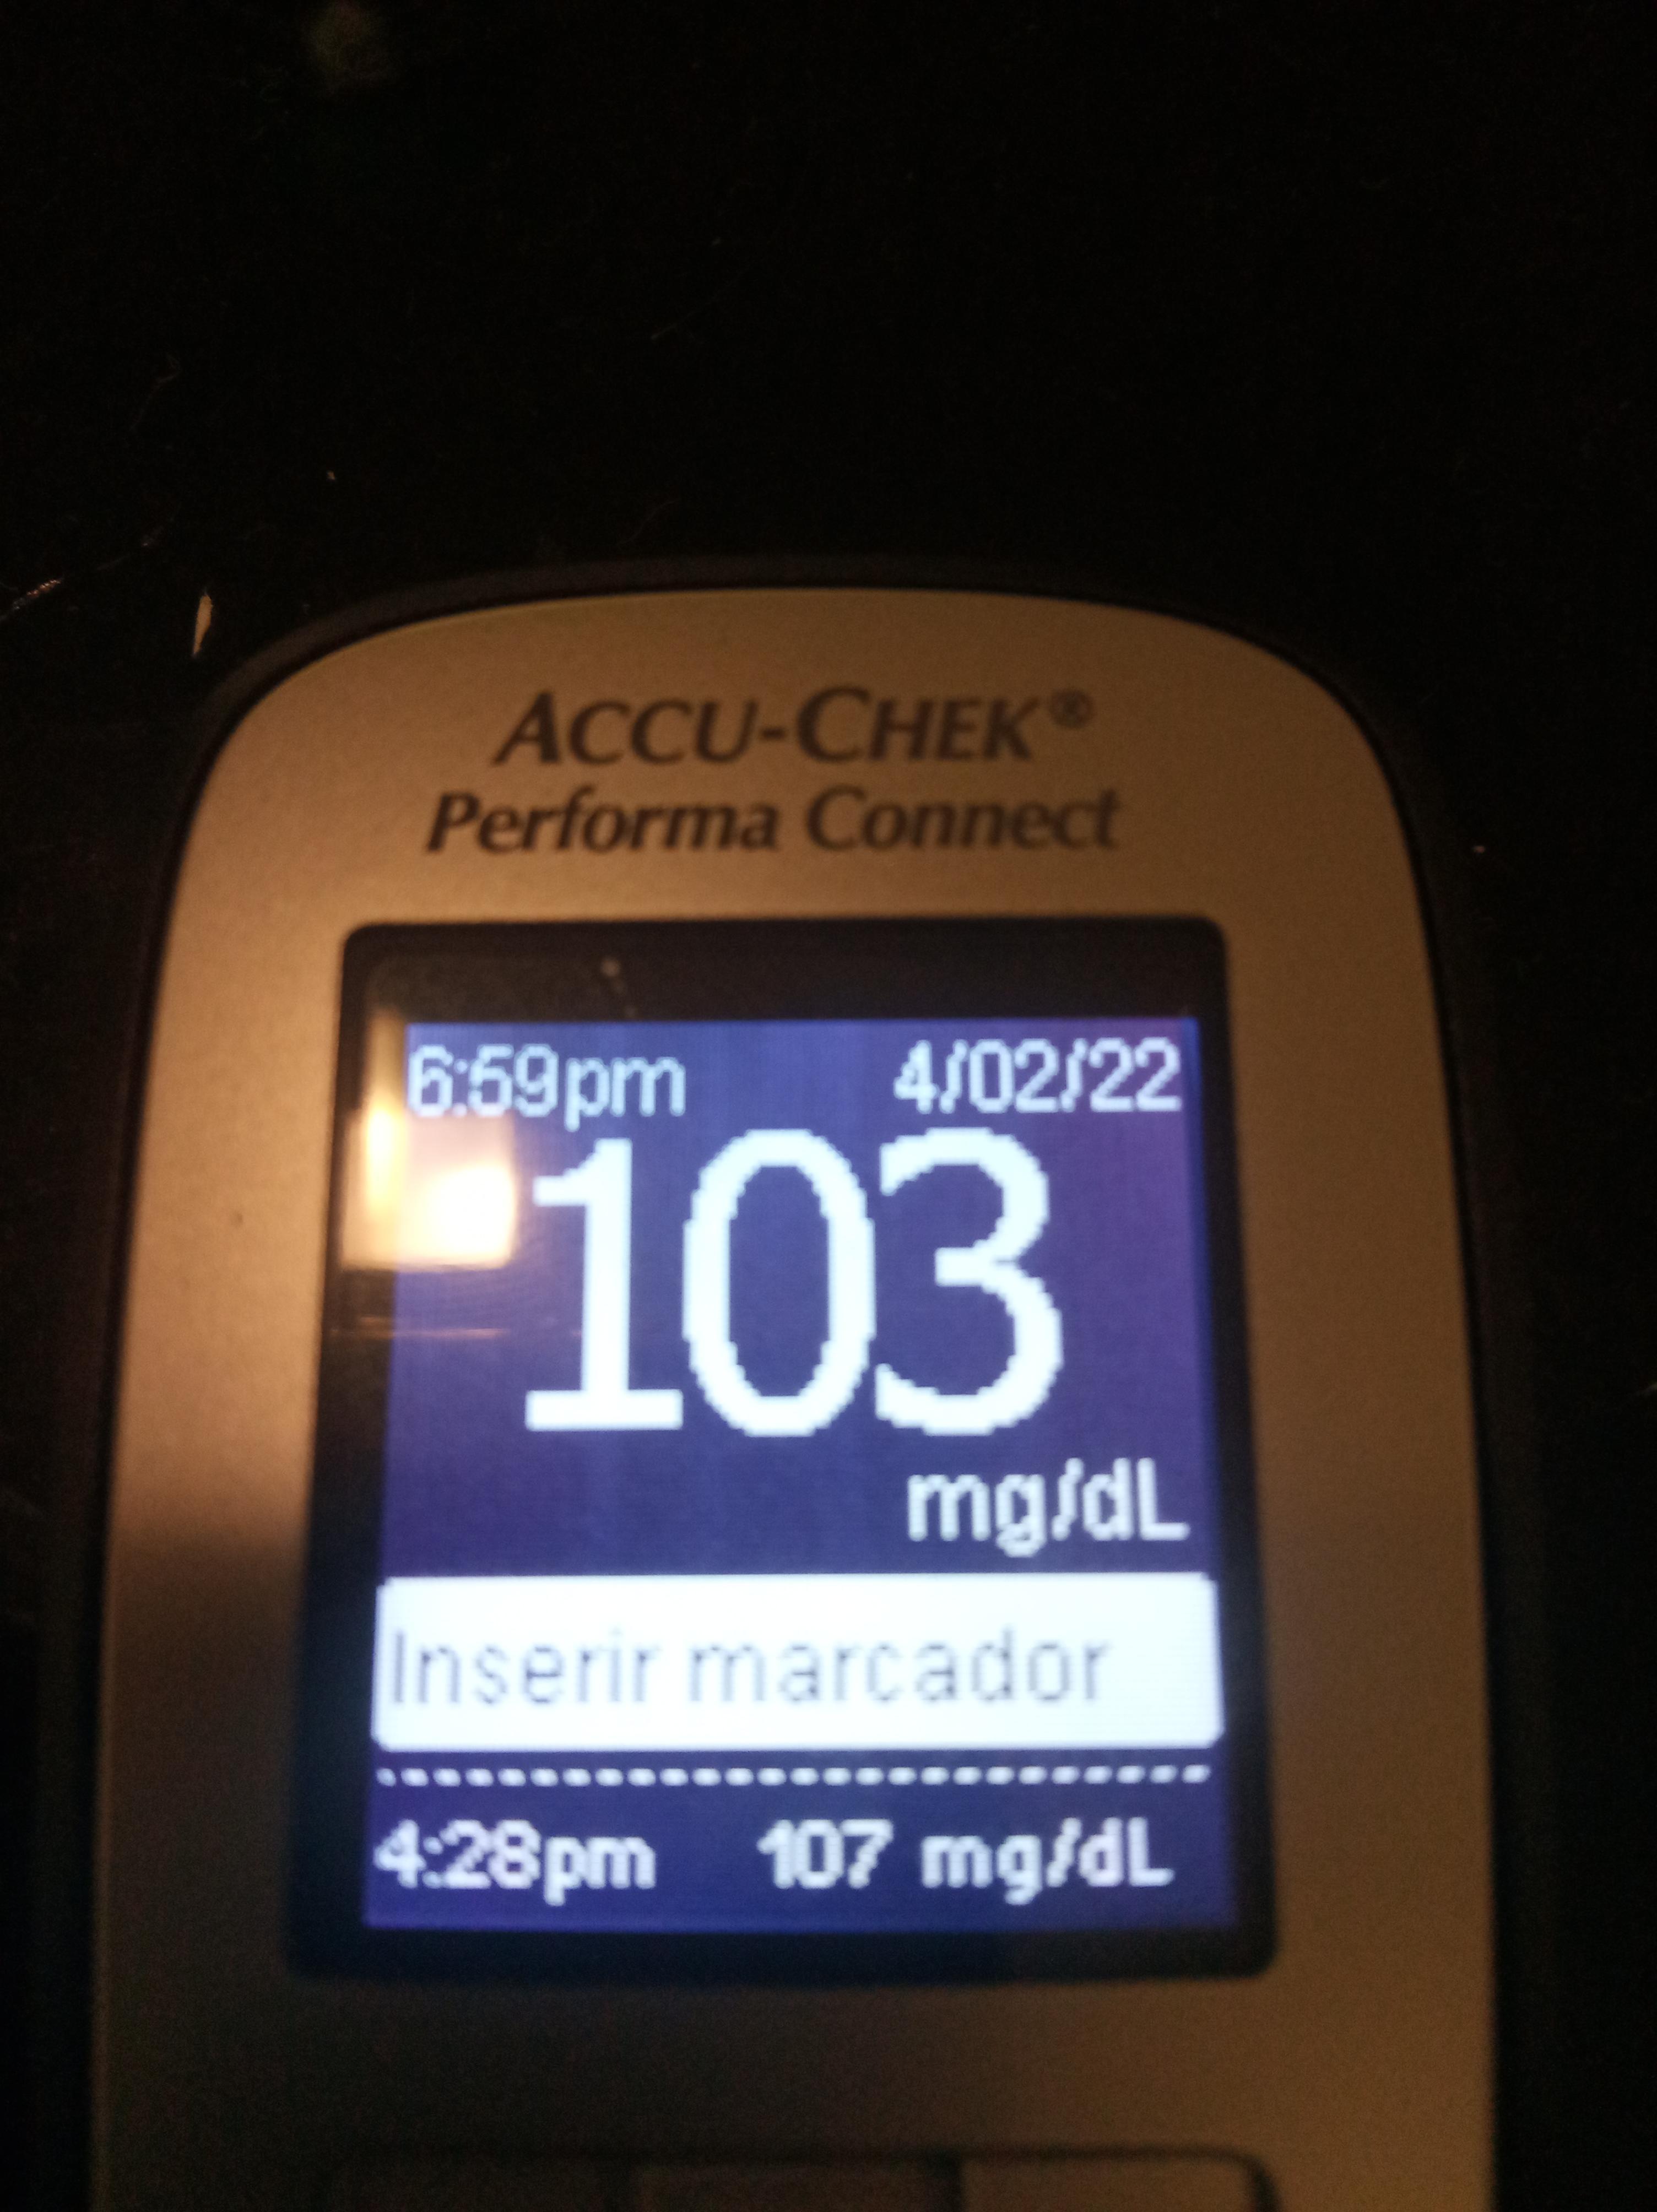 ACCU-CHEK®
Performa Connect
6:59pm 4/02/22
103
mg/dL
Inserir marcador
4:28pm 107 mg/dL